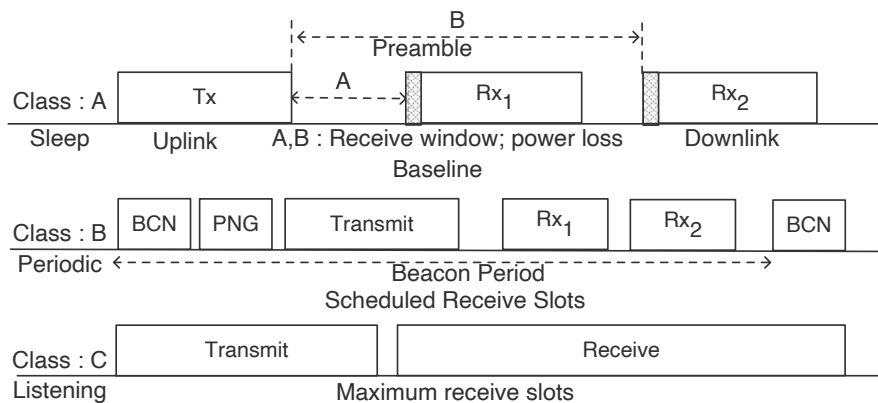 B
Preamble
A
Class : A
Tx
Rx1
Rx2
Sleep
Uplink
A,B : Receive window; power loss
Downlink
Baseline
Class : B
BCN
PNG
Transmit
Rx1
Rx2
BCN
Periodic
Beacon Period
Scheduled Receive Slots
Class : C
Transmit
Receive
Listening
Maximum receive slots